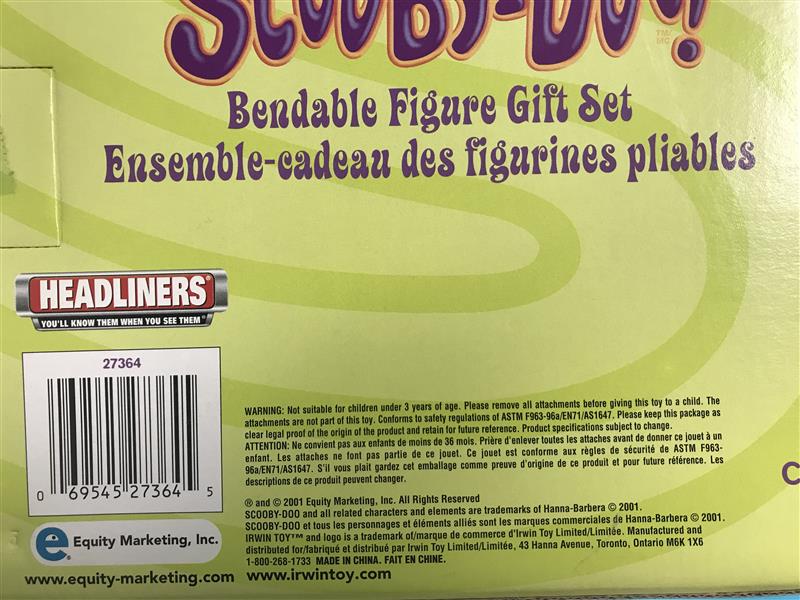 SCOOBY-DOO!
TM/
MC
Bendable Figure Gift Set
Ensemble-cadeau des figurines pliables
HEADLINERS®
YOU'LL KNOW THEM WHEN YOU SEE THEM®
27364
0 69545 27364 5
e® Equity Marketing, Inc.
www.equity-marketing.com
WARNING: Not suitable for children under 3 years of age. Please remove all attachments before giving this toy to a child. The
attachments are not part of this toy. Conforms to safety regulations of ASTM F963-96a/EN71/AS1647. Please keep this package as
clear legal proof of the origin of the product and retain for future reference. Product specifications subject to change.
ATTENTION: Ne convient pas aux enfants de moins de 36 mois. Prière d'enlever toutes les attaches avant de donner ce jouet à un
enfant. Les attaches ne font pas partie de ce jouet. Ce jouet est conforme aux règles de sécurité de ASTM F963-
96a/EN71/AS1647. S'il vous plait gardez cet emballage comme preuve d'origine de ce produit et pour future référence. Les
descriptions de ce produit peuvent changer.
® and © 2001 Equity Marketing, Inc. All Rights Reserved
SCOOBY-DOO and all related characters and elements are trademarks of Hanna-Barbera © 2001.
SCOOBY-DOO et tous les personnages et éléments alliés sont les marques commerciales de Hanna-Barbera © 2001.
IRWIN TOY™ and logo is a trademark of/marque de commerce d'Irwin Toy Limited/Limitée. Manufactured and
distributed for/fabriqué et distribué par Irwin Toy Limited/Limitée, 43 Hanna Avenue, Toronto, Ontario M6K 1X6
1-800-268-1733 MADE IN CHINA. FAIT EN CHINE.
www.irwintoy.com
C